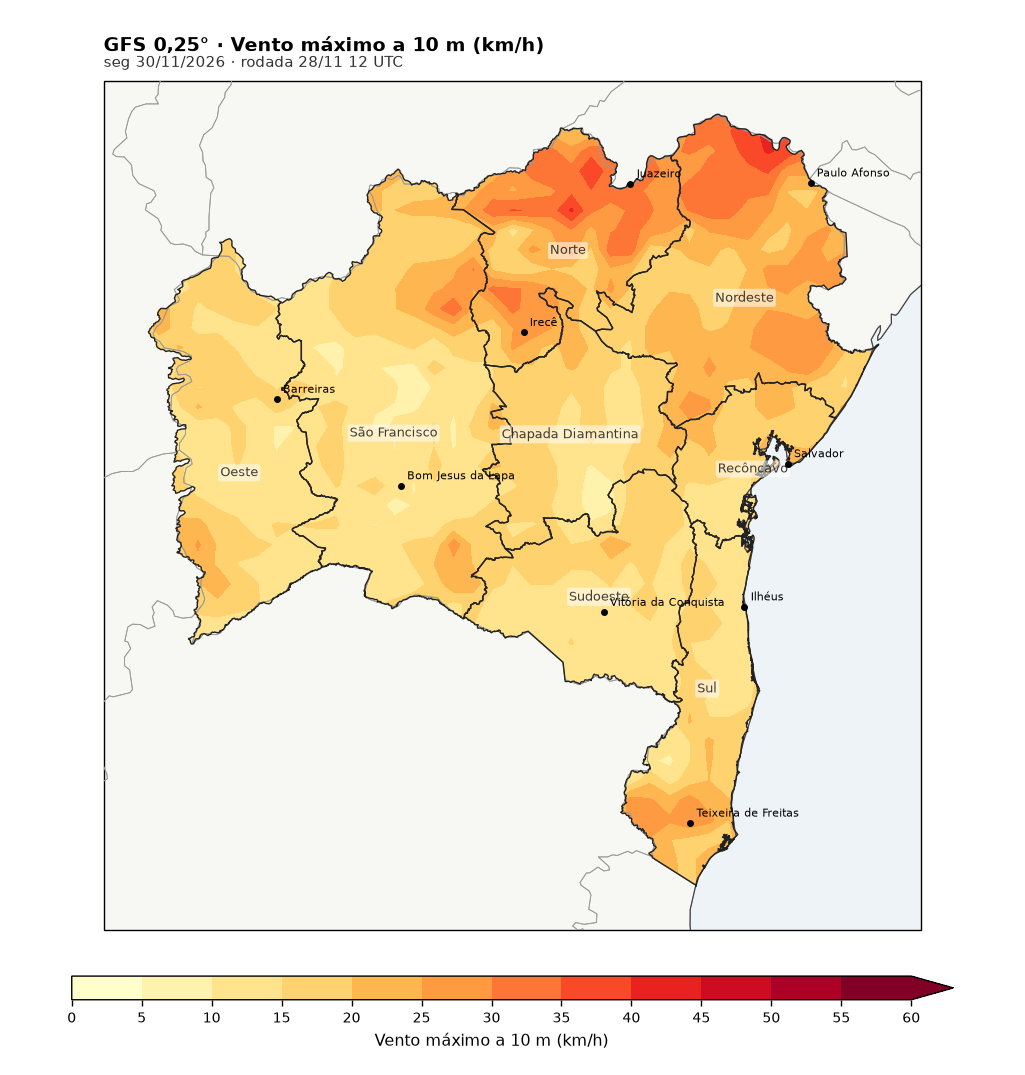 GFS 0,25° · Vento máximo a 10 m (km/h)
seg 30/11/2026 · rodada 28/11 12 UTC
Juazeiro
Paulo Afonso
Norte
Nordeste
Irecê
Barreiras
São Francisco
Chapada Diamantina
Salvador
Recôncavo
Oeste
Bom Jesus da Lapa
Sudoeste
Vitória da Conquista
Ilhéus
Sul
Teixeira de Freitas
0 5 10 15 20 25 30 35 40 45 50 55 60
Vento máximo a 10 m (km/h)